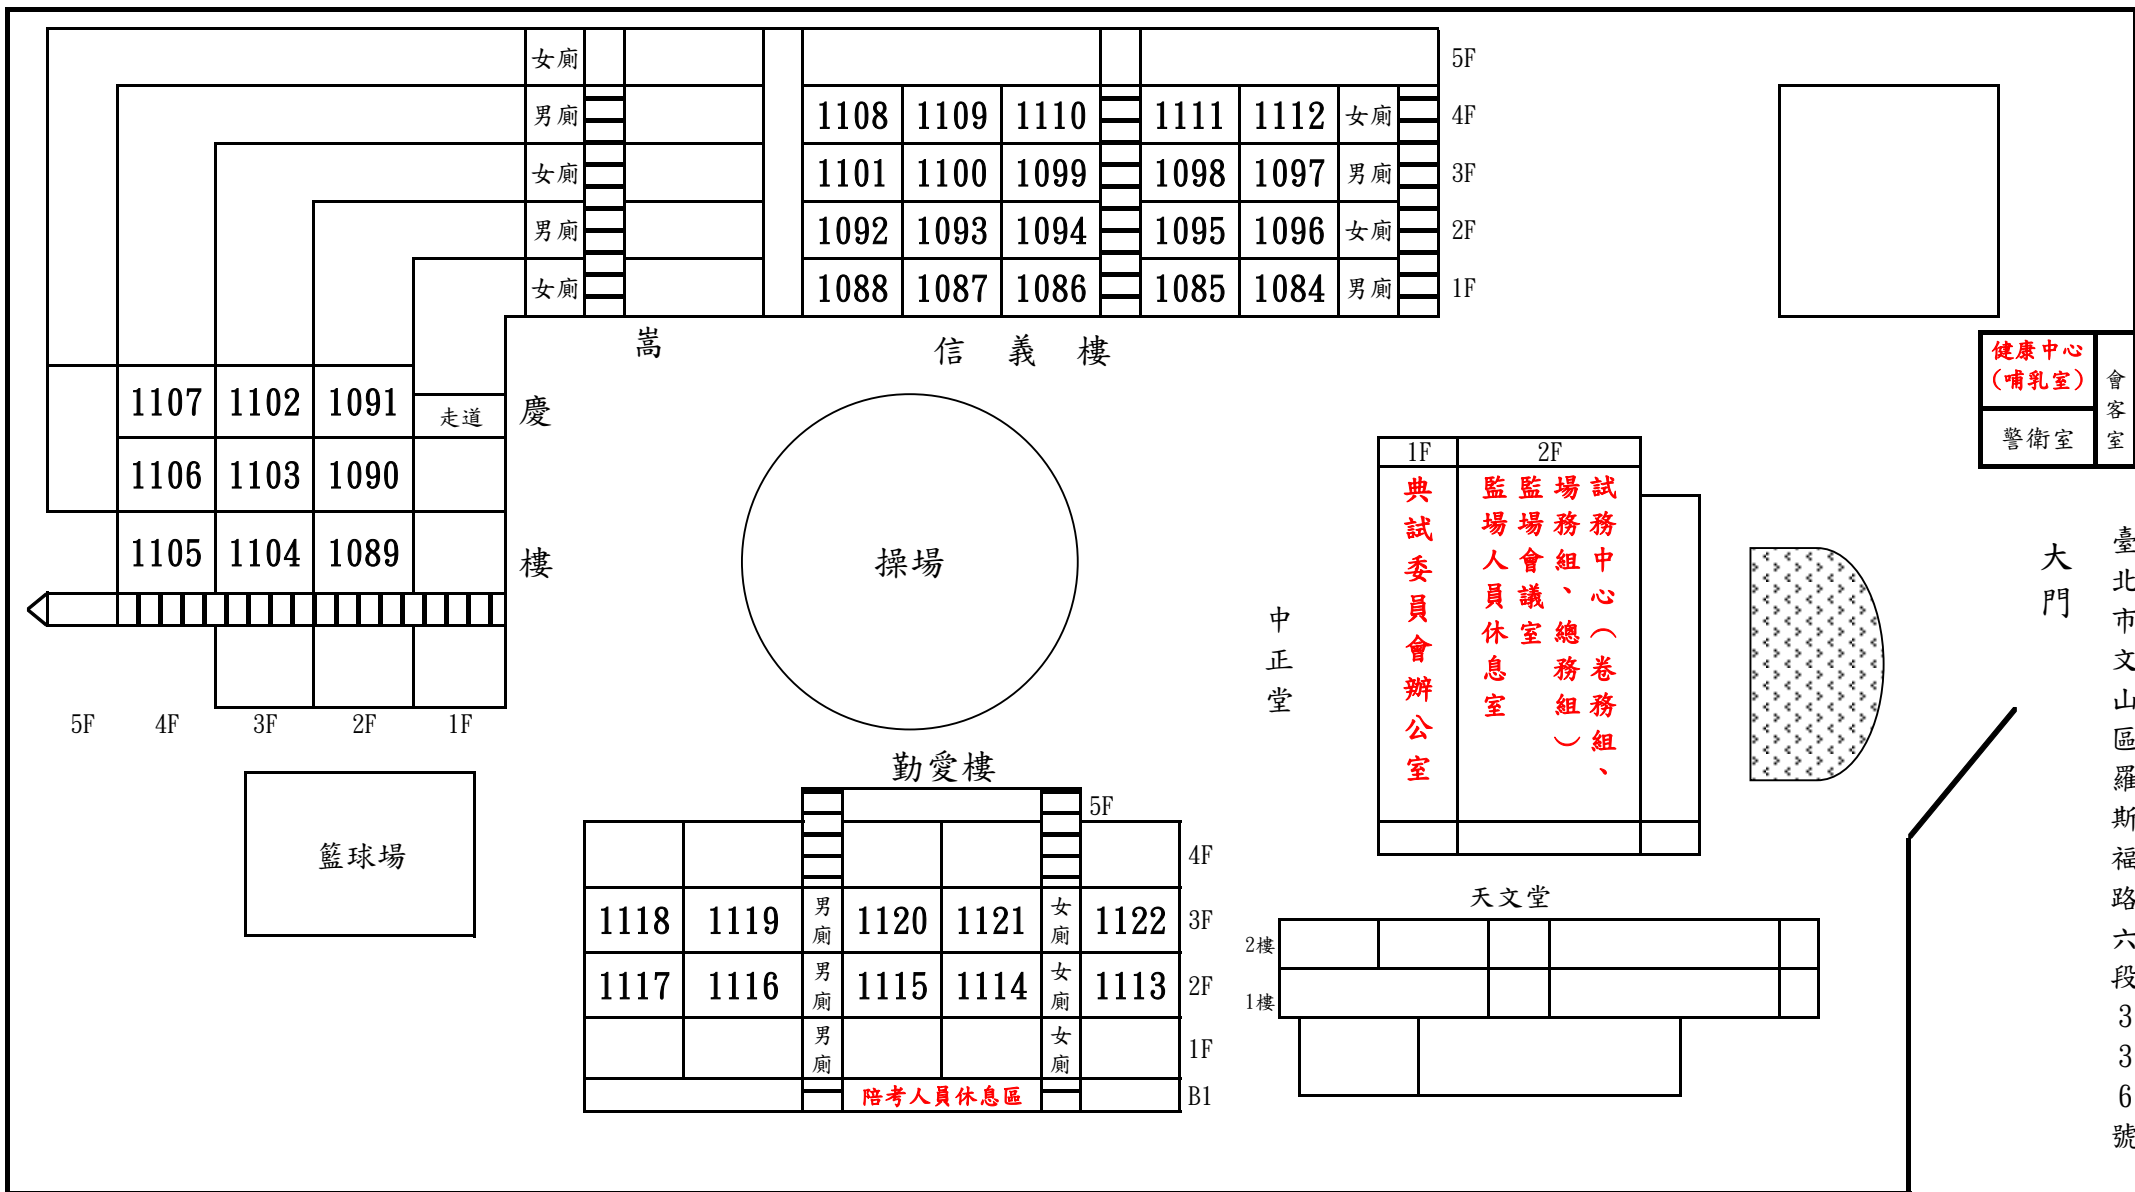 女廁 5F
男廁 1108 1109 1110 1111 1112 女廁 4F
女廁 1101 1100 1099 1098 1097 男廁 3F
男廁 1092 1093 1094 1095 1096 女廁 2F
女廁 1088 1087 1086 1085 1084 男廁 1F
嵩慶樓
信義樓
1107 1102 1091 走道
1106 1103 1090
1105 1104 1089
5F 4F 3F 2F 1F
籃球場
操場
健康中心
(哺乳室)
警衛室
會客室
中正堂
1F 2F
典試委員會辦公室
試務中心(卷務組、
場務組、總務組)
監場會議室
監場人員休息室
大門
臺北市文山區羅斯福路六段336號
勤愛樓
5F
4F
1118 1119 男廁 1120 1121 女廁 1122 3F
1117 1116 男廁 1115 1114 女廁 1113 2F
男廁 女廁 1F
陪考人員休息區 B1
天文堂
2樓
1樓